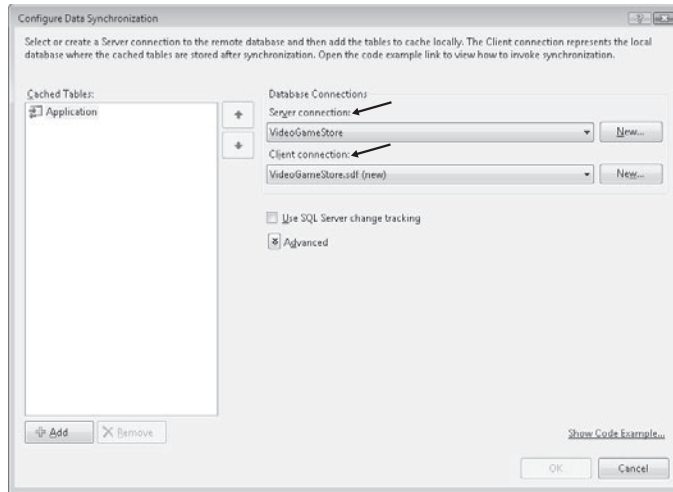 Configure Data Synchronization
Select or create a Server connection to the remote database and then add the tables to cache locally. The Client connection represents the local
database where the cached tables are stored after synchronization. Open the code example link to view how to invoke synchronization.
Cached Tables:
Application
Database Connections
Server connection:
VideoGameStore
New...
Client connection:
VideoGameStore.sdf (new)
New...
Use SQL Server change tracking
Advanced
Add
Remove
Show Code Example...
OK
Cancel